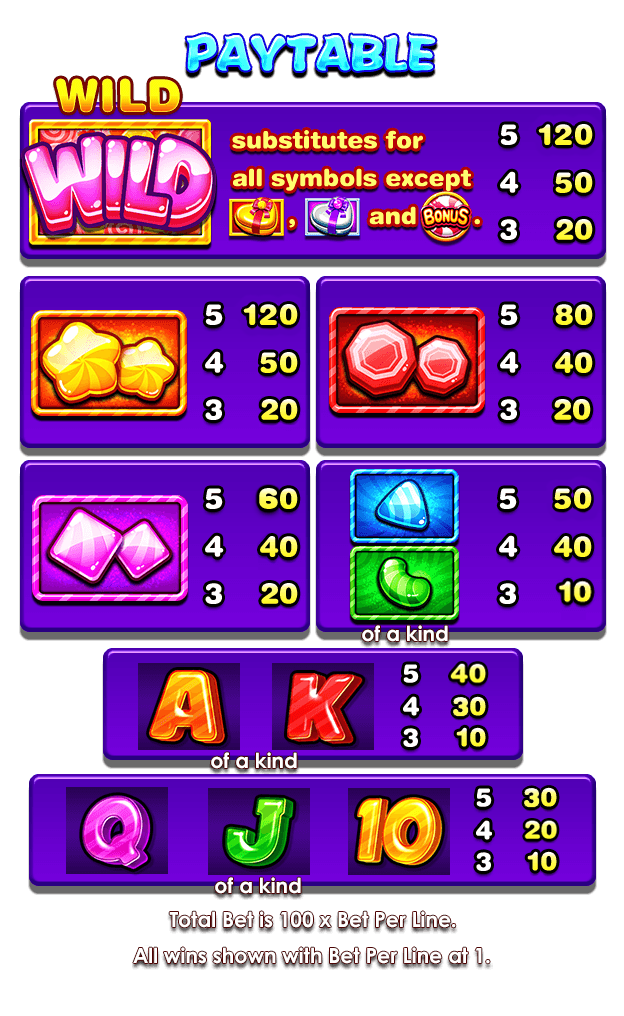 PAYTABLE
WILD
WILD
substitutes for
all symbols except
, and BONUS.
5 120
4 50
3 20
5 120
4 50
3 20
5 80
4 40
3 20
5 60
4 40
3 20
5 50
4 40
3 10
of a kind
A K
5 40
4 30
3 10
of a kind
Q J 10
5 30
4 20
3 10
of a kind
Total Bet is 100 x Bet Per Line.
All wins shown with Bet Per Line at 1.